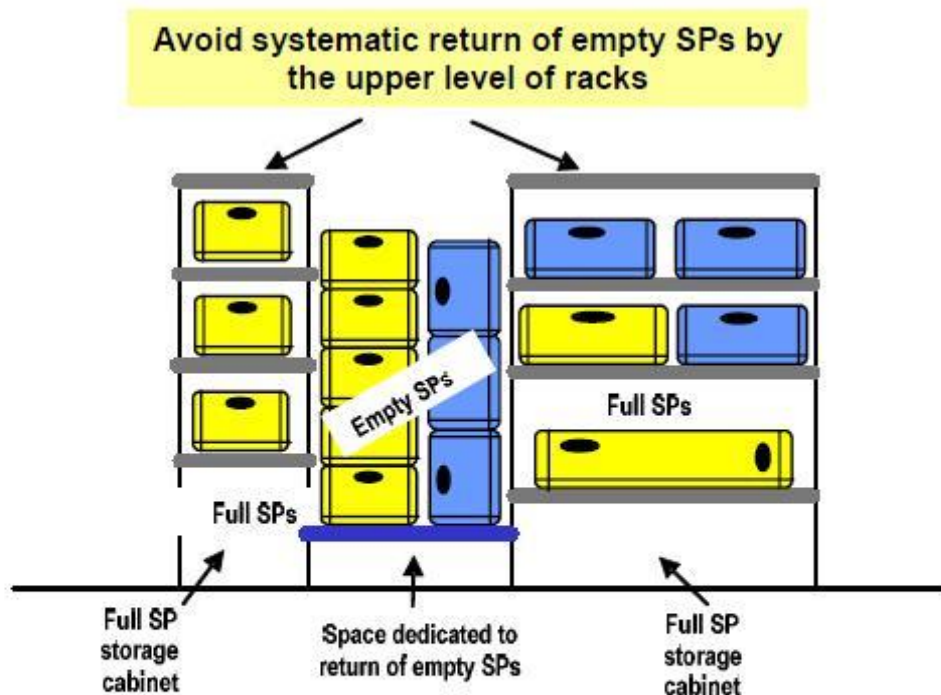 Avoid systematic return of empty SPs by
the upper level of racks
Empty SPs
Full SPs
Full SPs
Full SP
storage
cabinet
Space dedicated to
return of empty SPs
Full SP
storage
cabinet